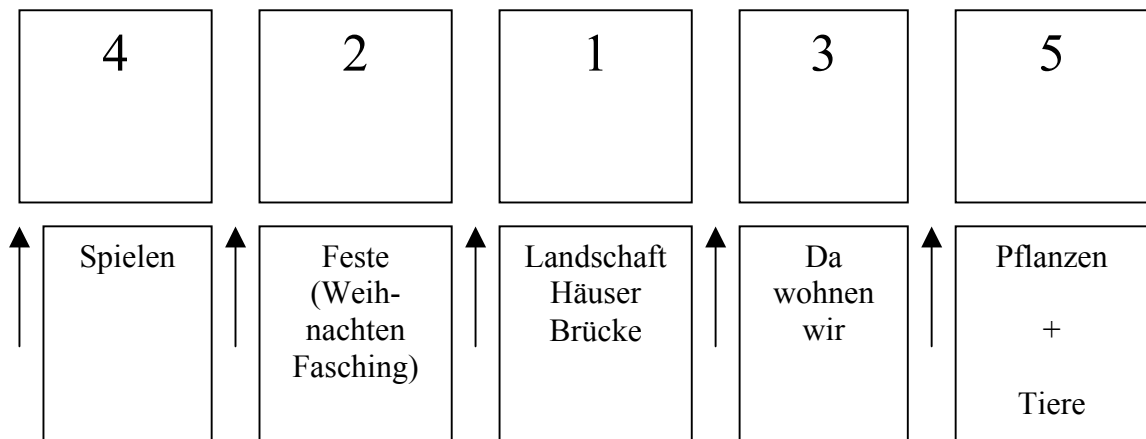 4
2
1
3
5
Spielen
Feste
(Weih-
nachten
Fasching)
Landschaft
Häuser
Brücke
Da
wohnen
wir
Pflanzen
+
Tiere